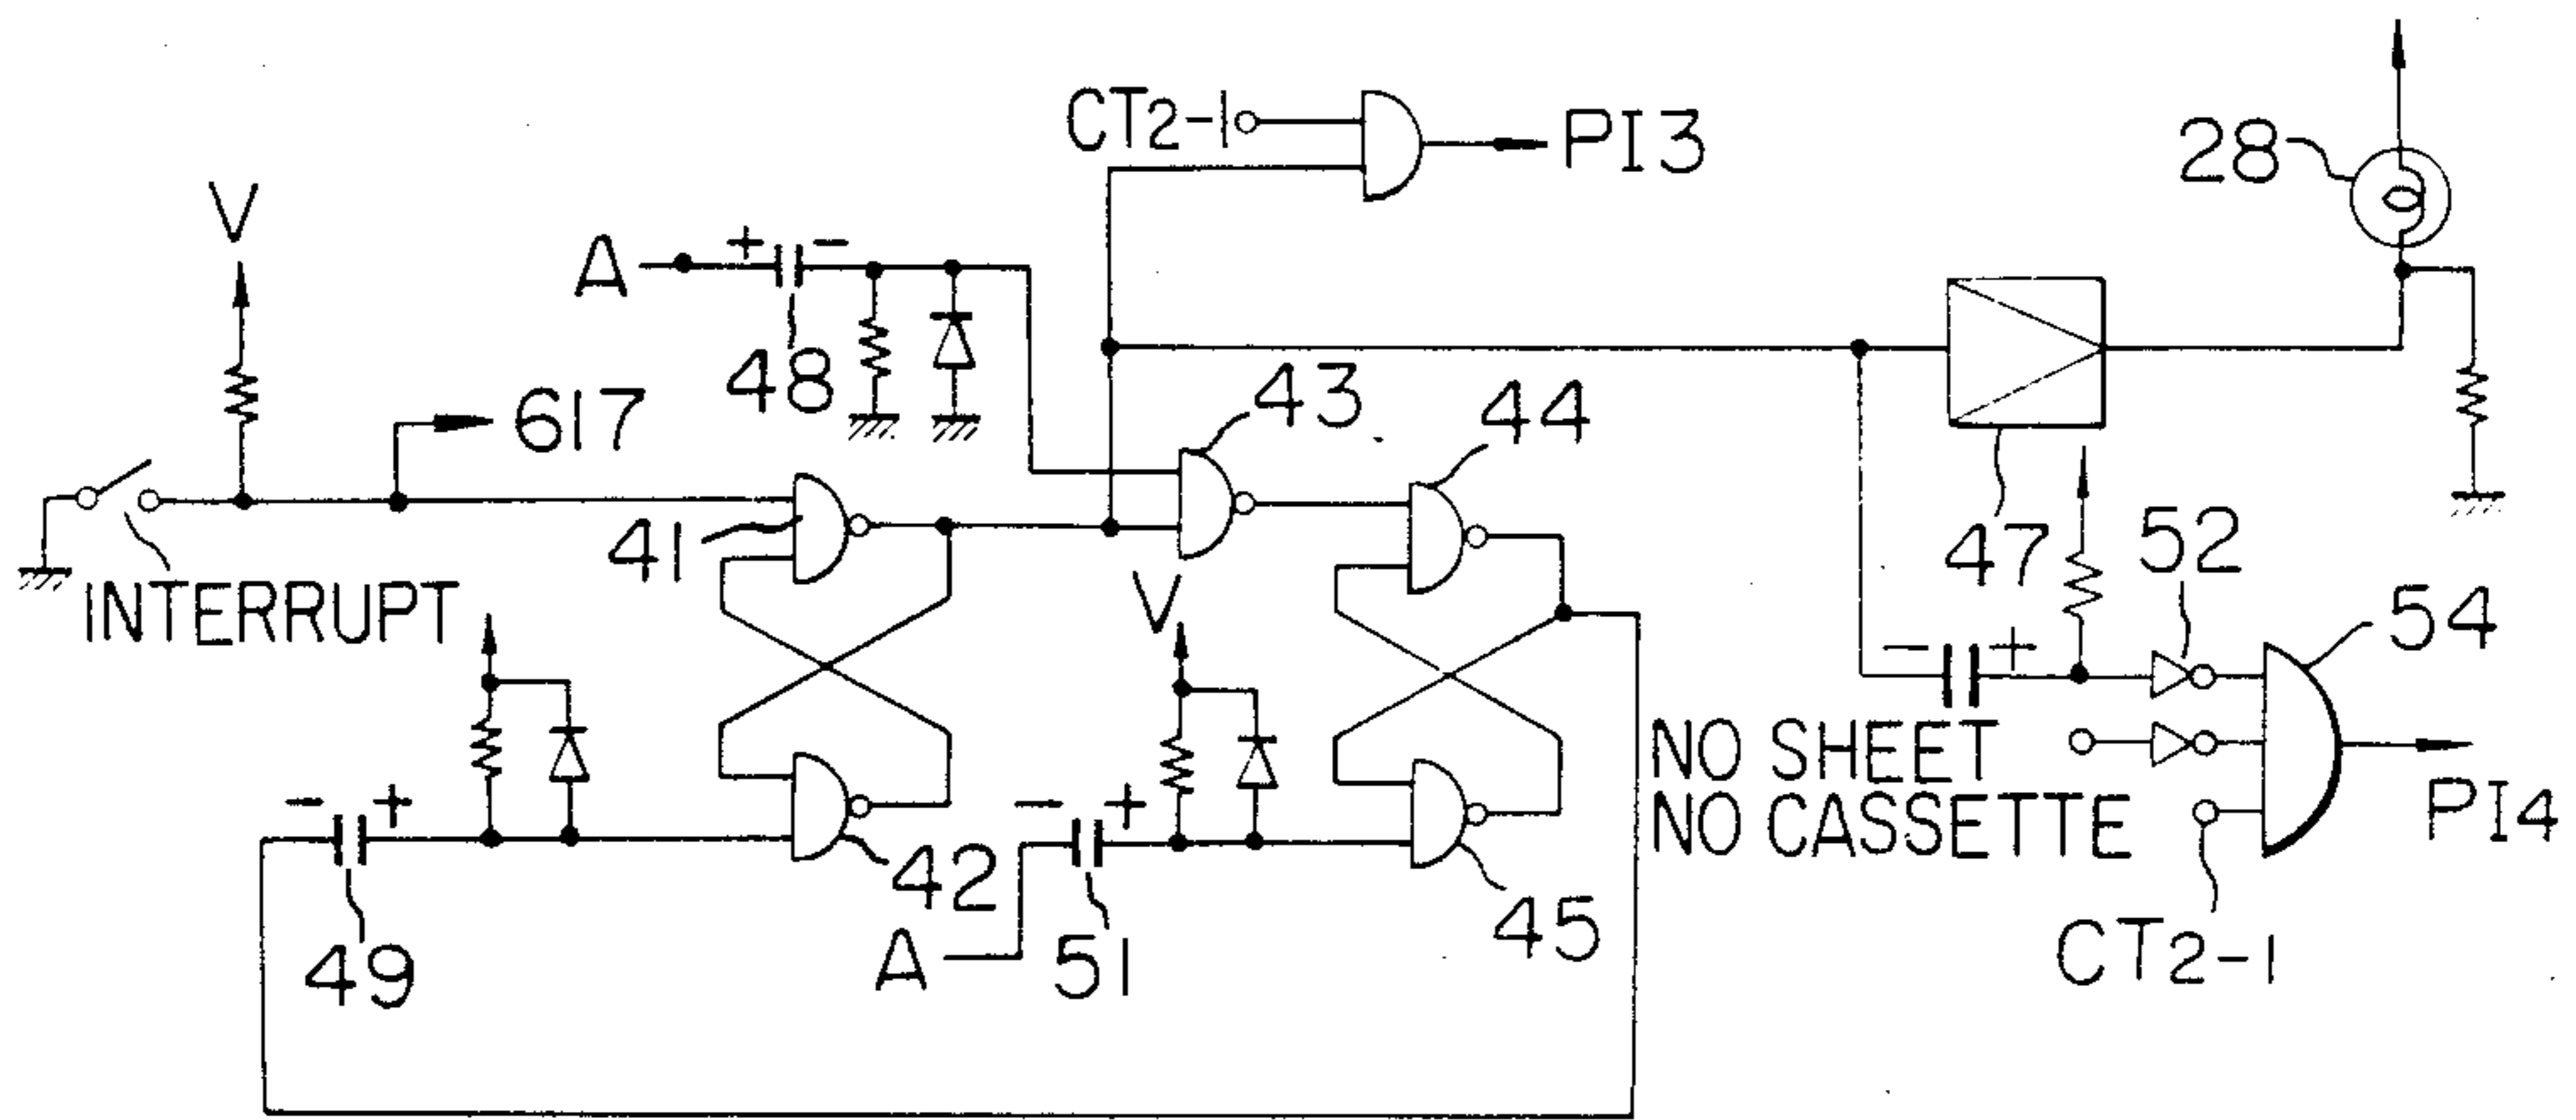 CT2-1
PI3
28
V
A
+ -
48
617
43
44
41
47
52
INTERRUPT
V
54
- +
NO SHEET
NO CASSETTE
- +
- +
PI4
42
45
49
A
51
CT2-1